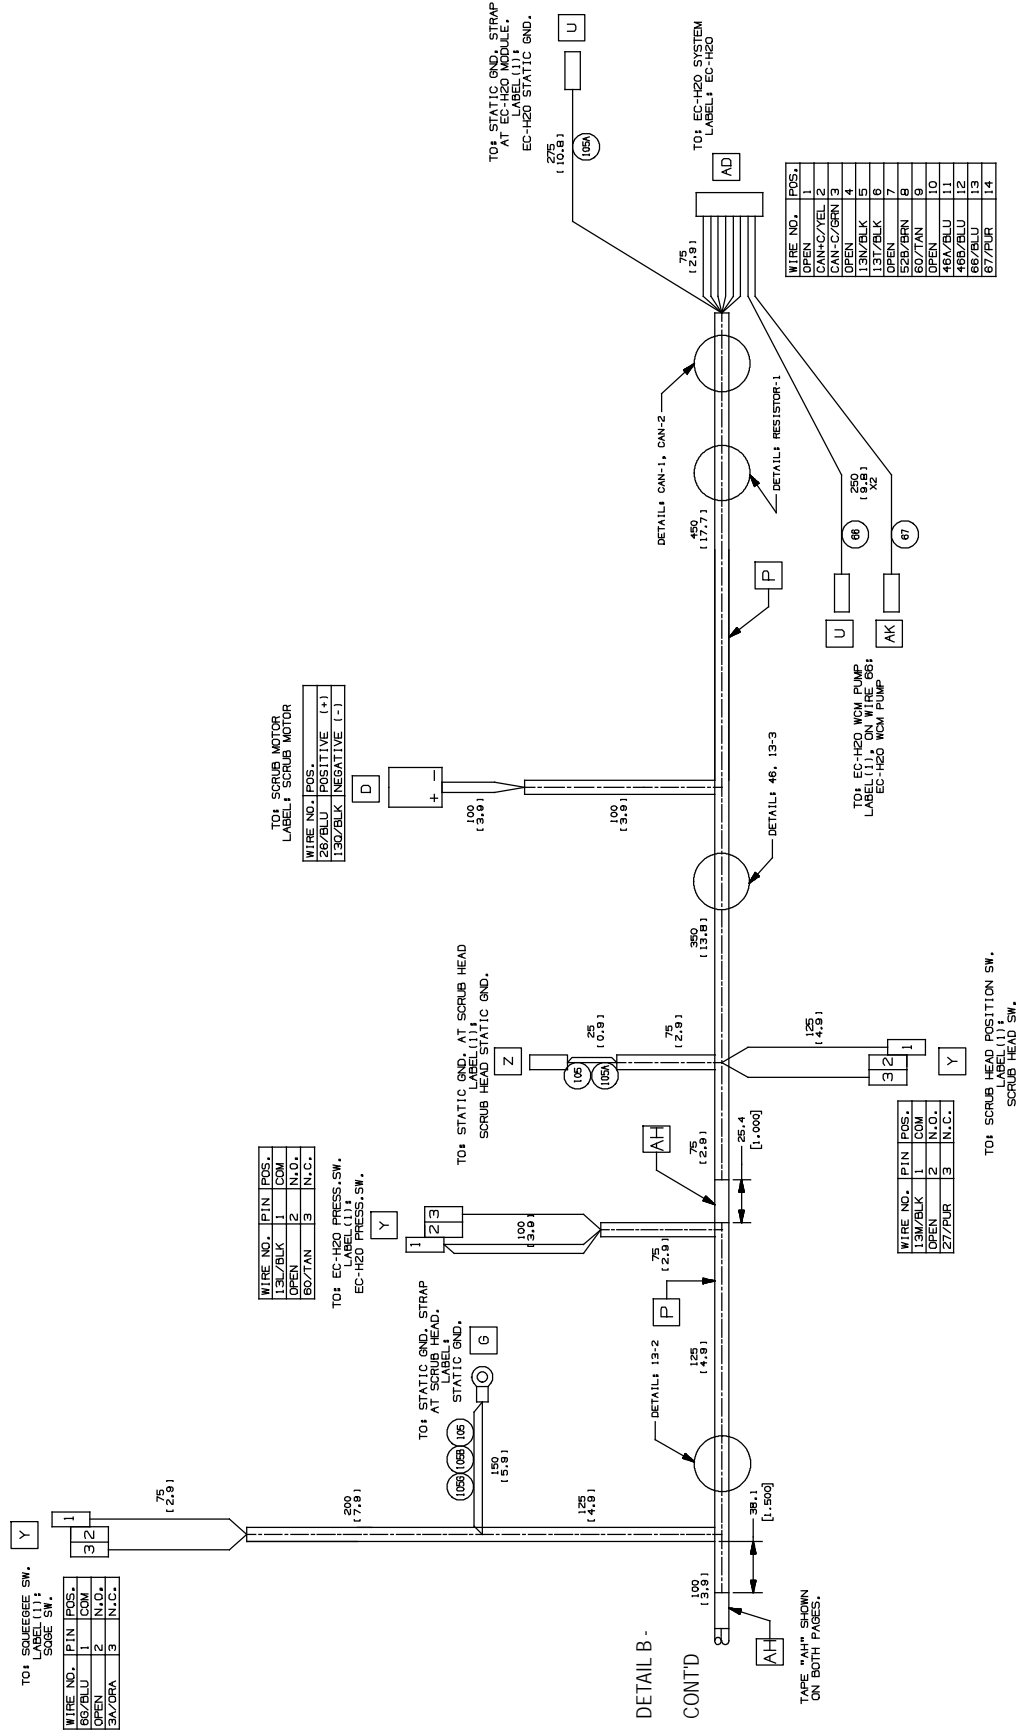 TO: SQUEEGEE SW.
LABEL(1):
SQGE SW.
WIRE NO. PIN POS.
6G/BLU 1 COM
OPEN 2 N.O.
3A/ORA 3 N.C.
Y
3 2 1
75
[2.9]
200
[7.9]
125
[4.9]
TO: STATIC GND. STRAP
AT SCRUB HEAD.
LABEL:
STATIC GND.
G
105G 105B 105
150
[5.9]
DETAIL B -
CONT'D
100
[3.9]
38.1
[1.500]
AH
TAPE "AH" SHOWN
ON BOTH PAGES.
DETAIL: 13-2
125
[4.9]
P
WIRE NO. PIN POS.
13L/BLK 1 COM
OPEN 2 N.O.
60/TAN 3 N.C.
TO: EC-H2O PRESS.SW.
LABEL(1):
EC-H2O PRESS.SW.
Y
1 2 3
100
[3.9]
75
[2.9]
AH
75
[2.9]
25.4
[1.000]
TO: STATIC GND. AT SCRUB HEAD
LABEL(1):
SCRUB HEAD STATIC GND.
Z
105 105A
25
[0.9]
75
[2.9]
125
[4.9]
3 2 1
Y
WIRE NO. PIN POS.
13M/BLK 1 COM
OPEN 2 N.O.
27/PUR 3 N.C.
TO: SCRUB HEAD POSITION SW.
LABEL(1):
SCRUB HEAD SW.
350
[13.8]
DETAIL: 46, 13-3
TO: SCRUB MOTOR
LABEL: SCRUB MOTOR
WIRE NO. POS.
26/BLU POSITIVE (+)
13Q/BLK NEGATIVE (-)
D
+ -
100
[3.9]
100
[3.9]
P
450
[17.7]
DETAIL: CAN-1, CAN-2
DETAIL: RESISTOR-1
TO: STATIC GND. STRAP
AT EC-H2O MODULE.
LABEL(1):
EC-H2O STATIC GND.
U
275
[10.8]
105A
75
[2.9]
AD
TO: EC-H2O SYSTEM
LABEL: EC-H2O
WIRE NO. POS.
OPEN 1
CAN+C/YEL 2
CAN-C/GRN 3
OPEN 4
13N/BLK 5
13T/BLK 6
OPEN 7
52B/BRN 8
60/TAN 9
OPEN 10
46A/BLU 11
46B/BLU 12
66/BLU 13
67/PUR 14
250
[9.8]
X2
66
67
U
AK
TO: EC-H2O WCM PUMP
LABEL(1), ON WIRE 66:
EC-H2O WCM PUMP